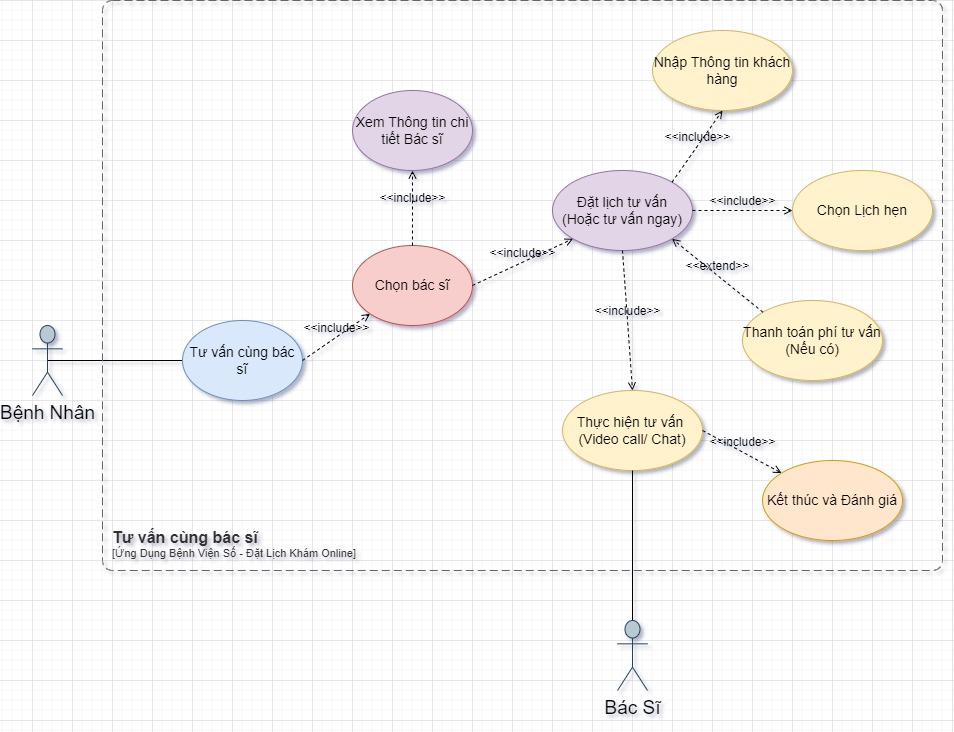 Nhập Thông tin khách
hàng
<<include>>
Xem Thông tin chi
tiết Bác sĩ
<<include>>
Đặt lịch tư vấn
(Hoặc tư vấn ngay)
<<include>>
Chọn Lịch hẹn
<<include>>
<<extend>>
Chọn bác sĩ
<<include>>
<<include>>
Thanh toán phí tư vấn
(Nếu có)
Tư vấn cùng bác
sĩ
Bệnh Nhân
Thực hiện tư vấn
(Video call/ Chat)
<<include>>
Kết thúc và Đánh giá
Tư vấn cùng bác sĩ
[Ứng Dụng Bệnh Viện Số - Đặt Lịch Khám Online]
Bác Sĩ